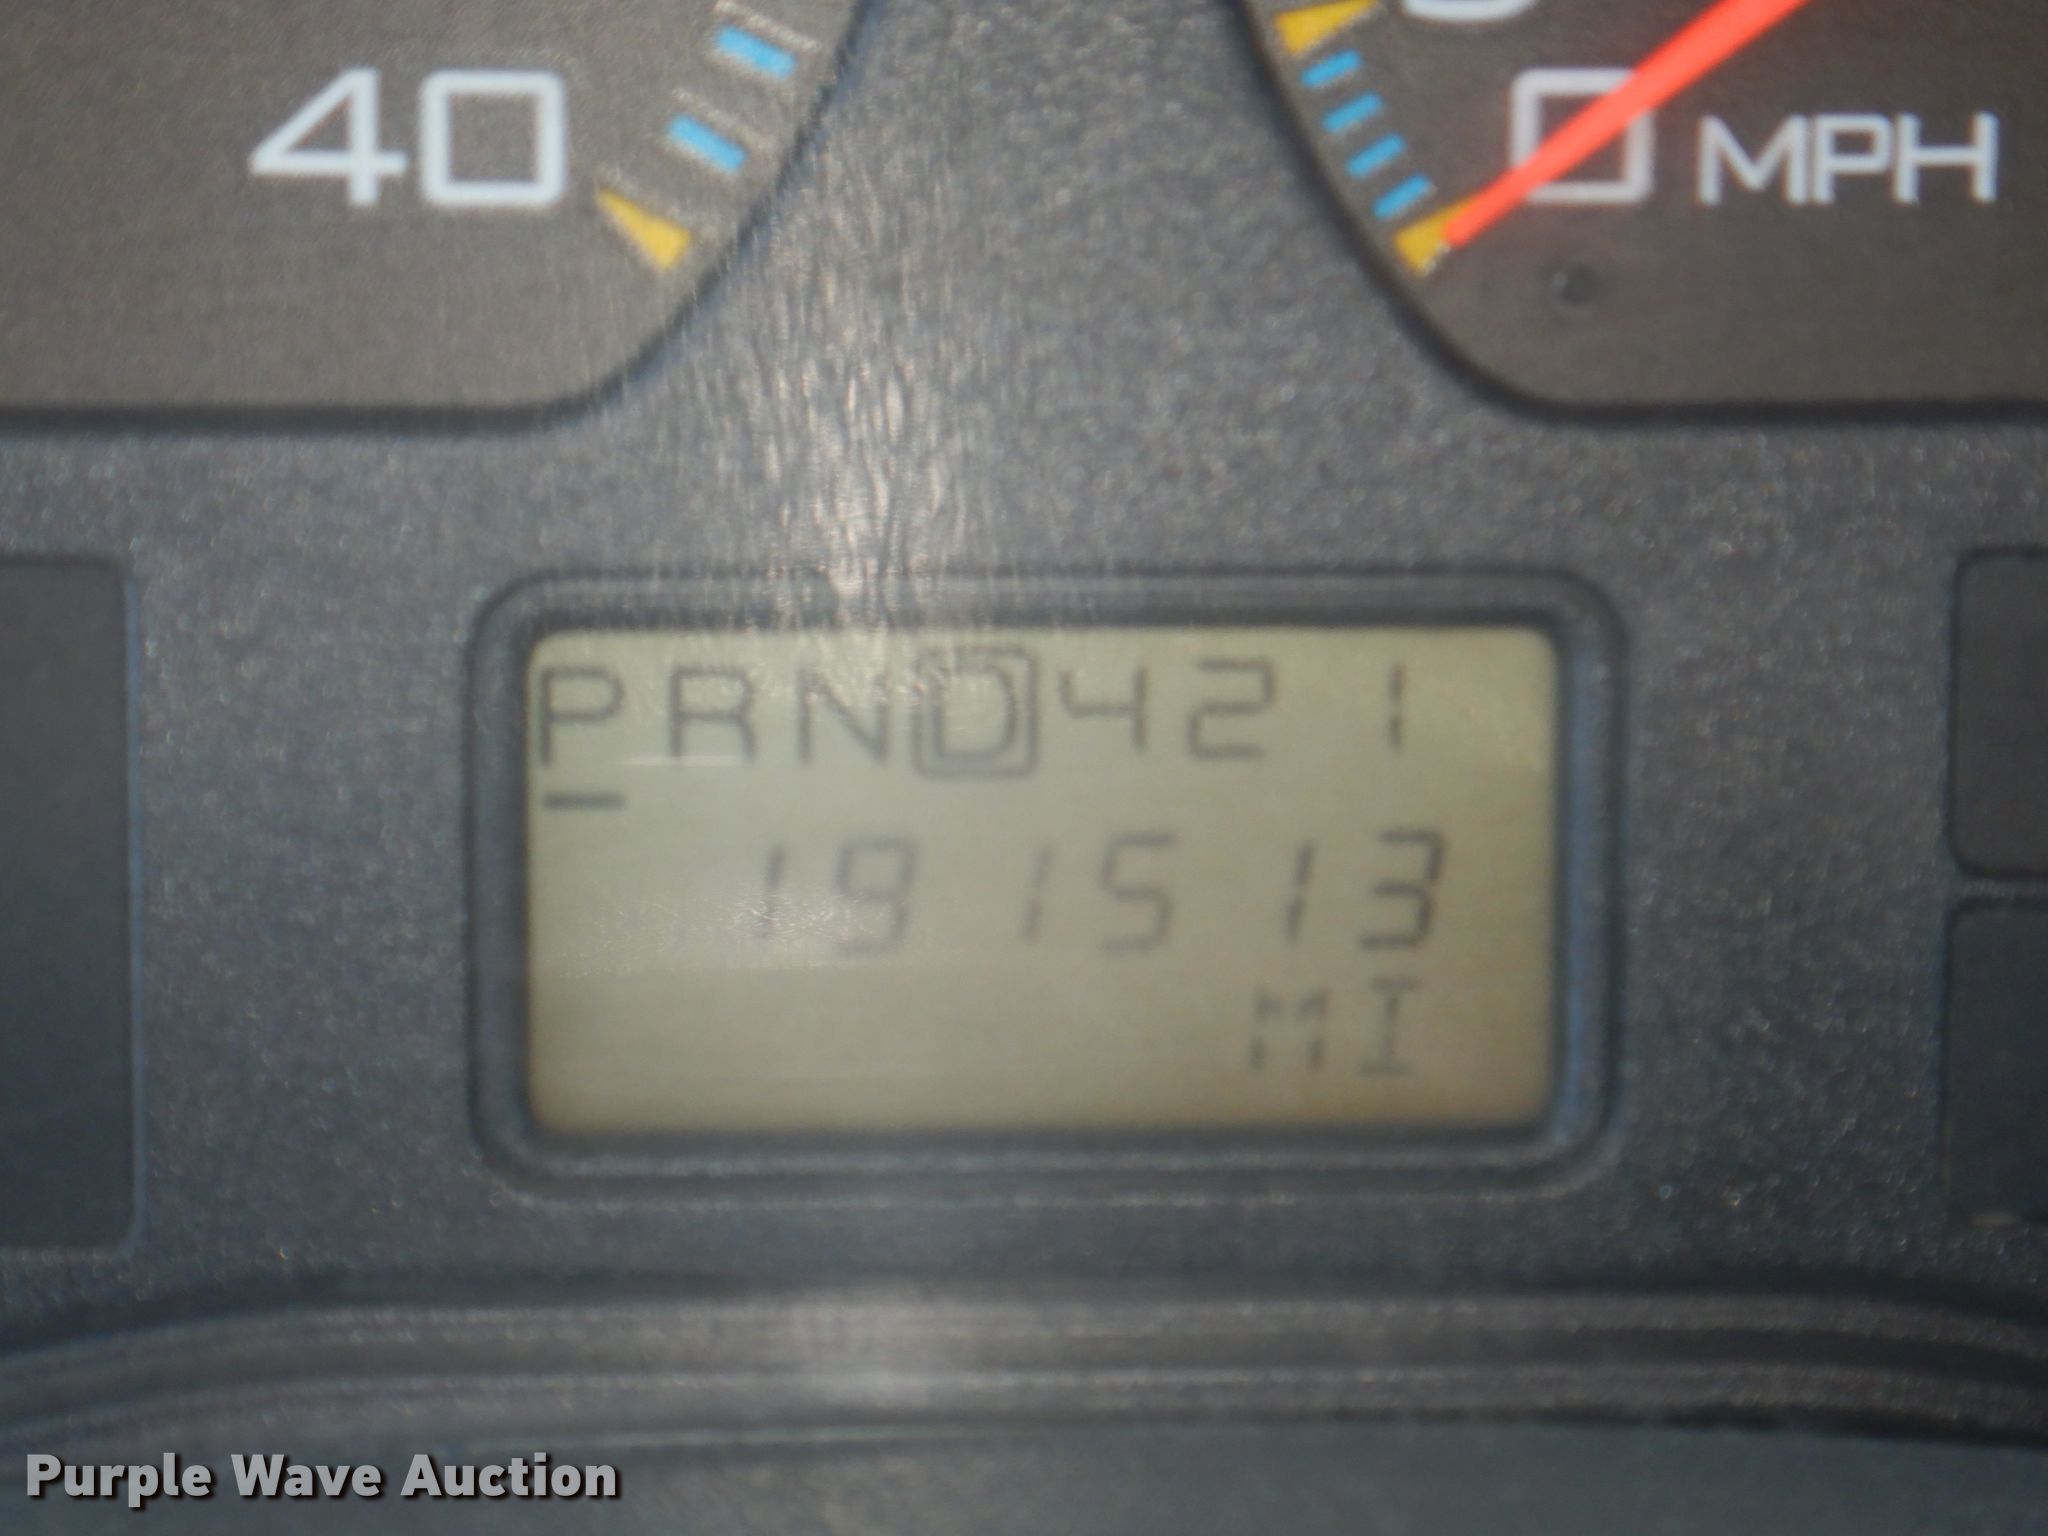 40
0 MPH
PRND421
191513
MI
Purple Wave Auction